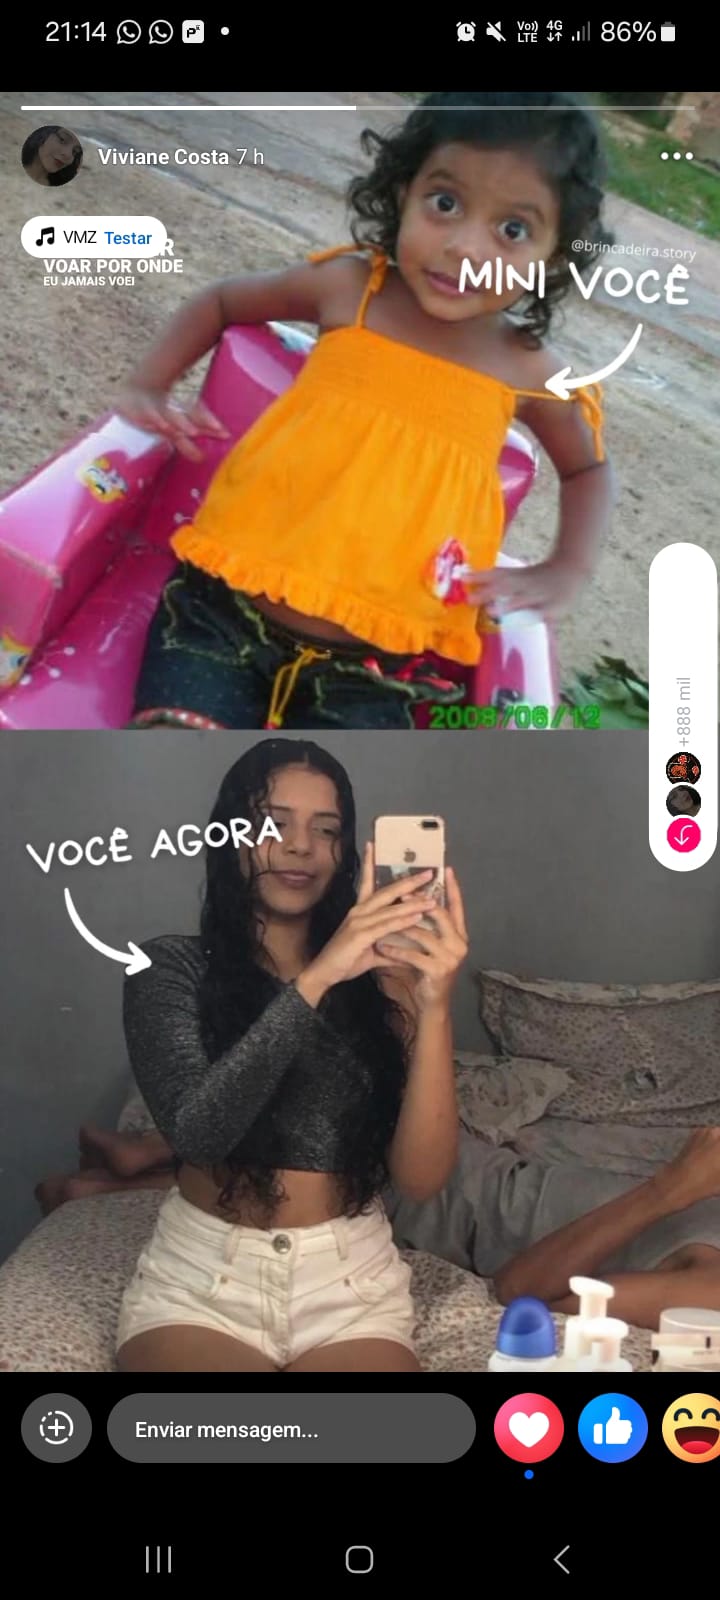 21:14
Vo)) LTE 4G 86%
Viviane Costa 7 h
VMZ Testar
VOAR POR ONDE
EU JAMAIS VOEI
@brincadeira.story
MINI VOCÊ
+888 mil
2008/06/12
VOCÊ AGORA
Enviar mensagem...